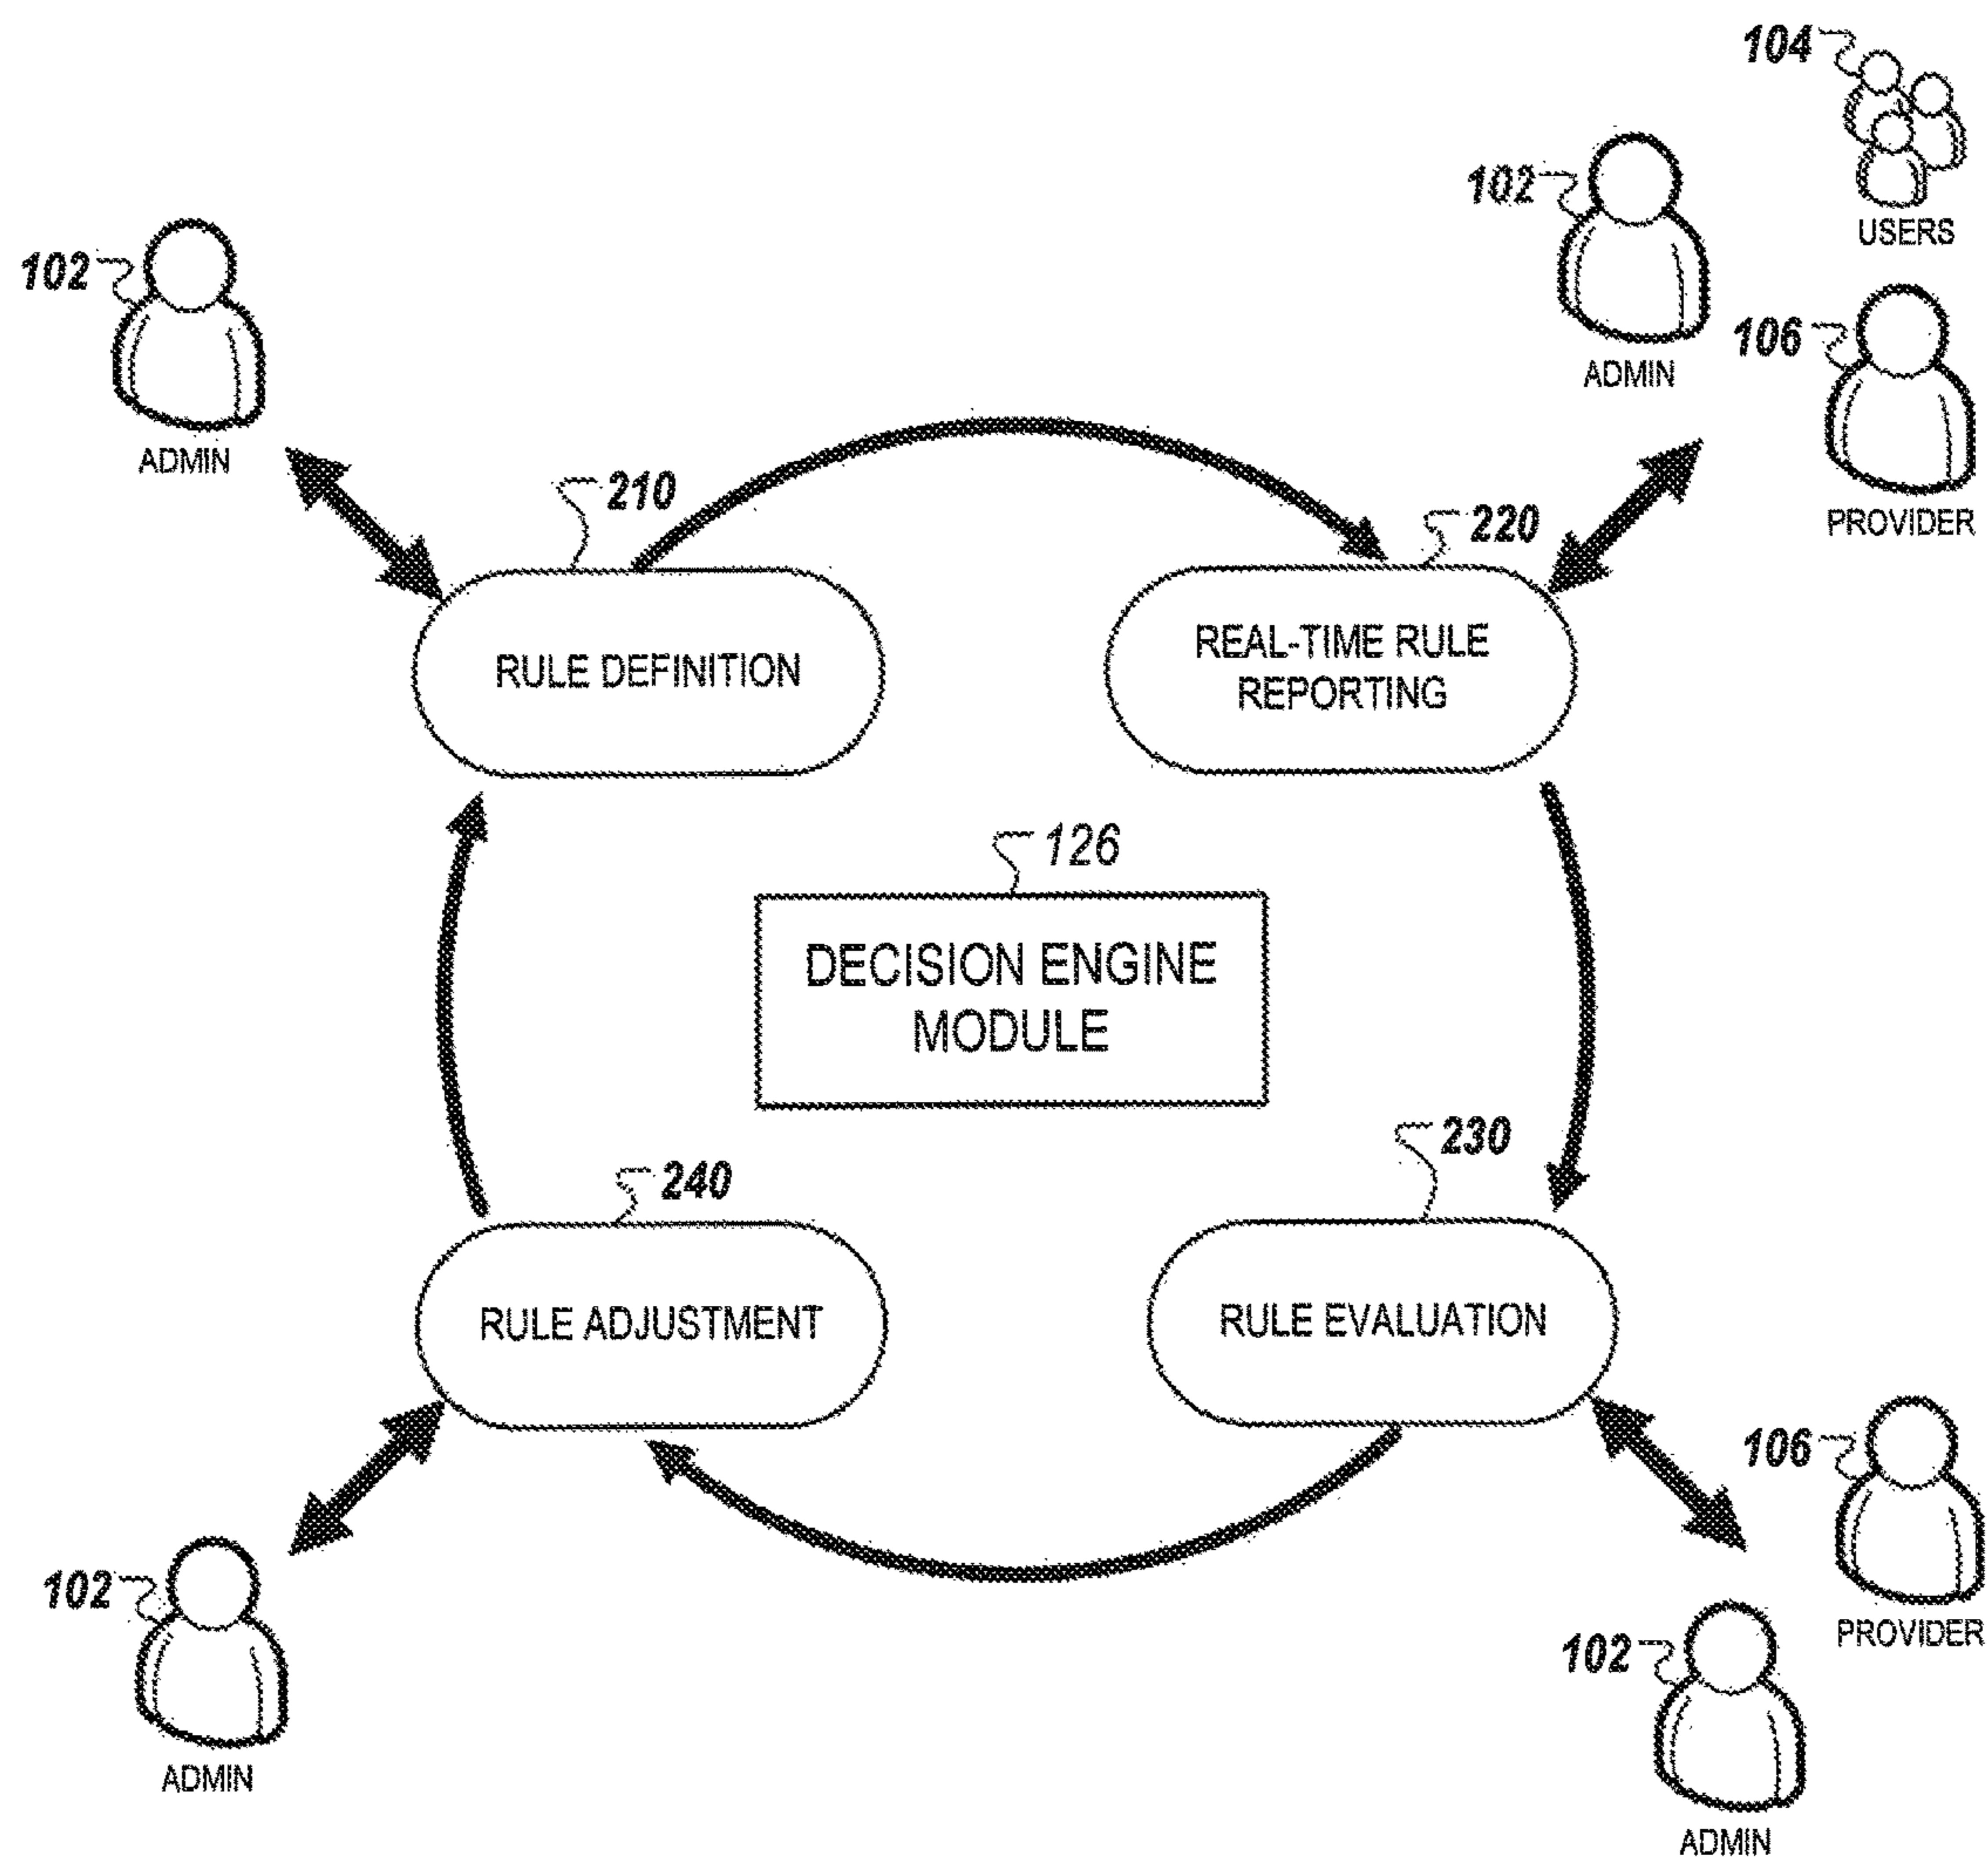 104
USERS
102
ADMIN
106
PROVIDER
102
ADMIN
210
RULE DEFINITION
220
REAL-TIME RULE
REPORTING
126
DECISION ENGINE
MODULE
240
RULE ADJUSTMENT
230
RULE EVALUATION
102
ADMIN
106
PROVIDER
102
ADMIN